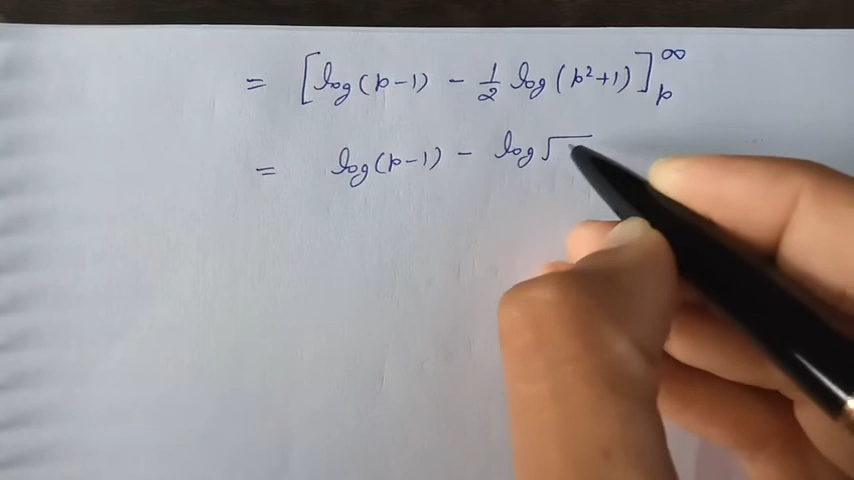 = [log(p-1) - 1/2 log(p²+1)]_p^∞
= log(p-1) - log√